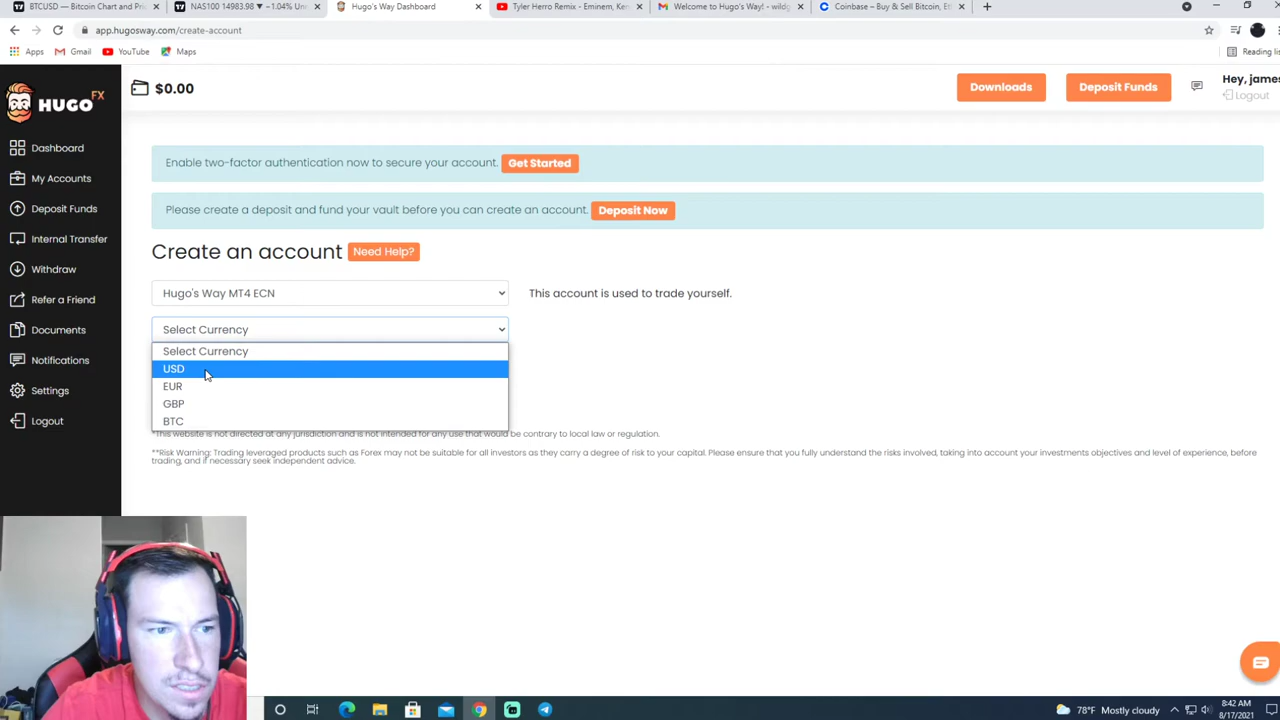 BTCUSD — Bitcoin Chart and Pri
NAS100 14983.98 ▼ −1.04% Un
Hugo's Way Dashboard
Tyler Herro Remix - Eminem, Ken
Welcome to Hugo's Way! - wildg
Coinbase – Buy & Sell Bitcoin, Et
app.hugosway.com/create-account
Apps
Gmail
YouTube
Maps
Reading list
HUGO FX
$0.00
Downloads
Deposit Funds
Hey, james
Logout
Dashboard
My Accounts
Deposit Funds
Internal Transfer
Withdraw
Refer a Friend
Documents
Notifications
Settings
Logout
Enable two-factor authentication now to secure your account. Get Started
Please create a deposit and fund your vault before you can create an account. Deposit Now
Create an account Need Help?
Hugo's Way MT4 ECN
This account is used to trade yourself.
Select Currency
Select Currency
USD
EUR
GBP
BTC
*This website is not directed at any jurisdiction and is not intended for any use that would be contrary to local law or regulation.
**Risk Warning: Trading leveraged products such as Forex may not be suitable for all investors as they carry a degree of risk to your capital. Please ensure that you fully understand the risks involved, taking into account your investments objectives and level of experience, before
trading, and if necessary seek independent advice.
78°F Mostly cloudy
8:42 AM
8/17/2021